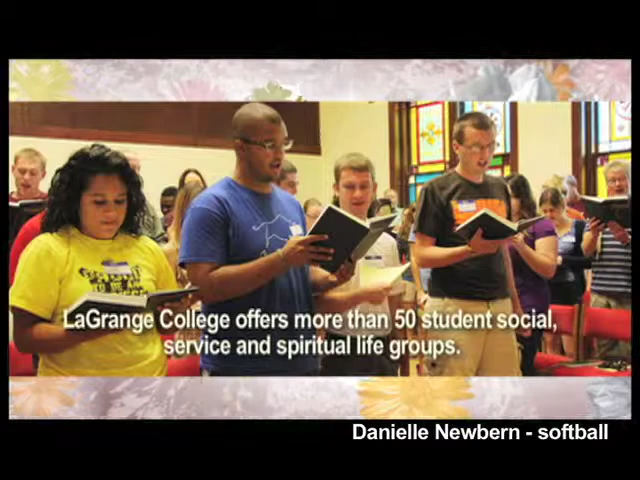 LaGrange College offers more than 50 student social,
service and spiritual life groups.
Danielle Newbern - softball